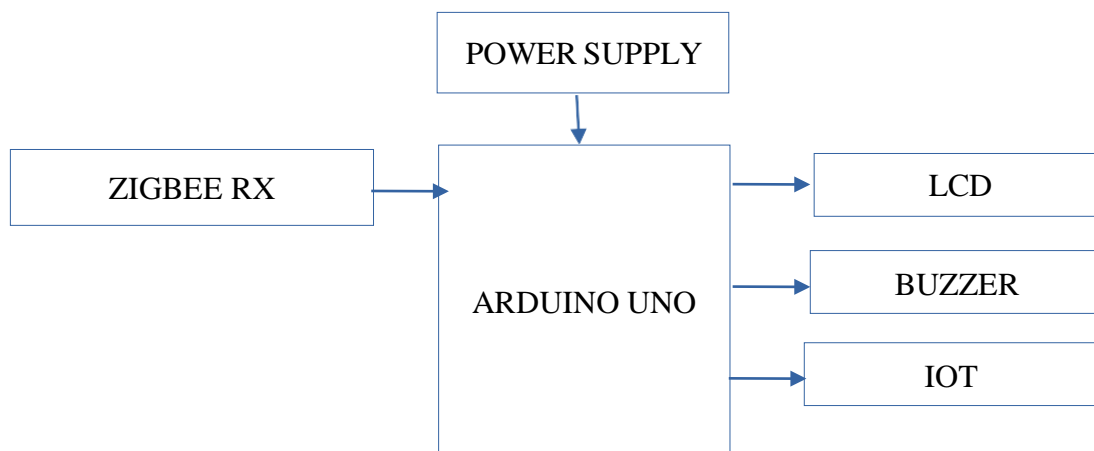 POWER SUPPLY
ZIGBEE RX
LCD
ARDUINO UNO
BUZZER
IOT